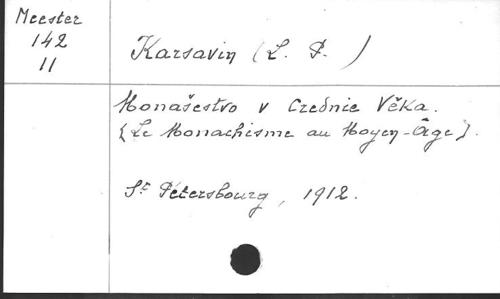 Meester
142
11
Karsavin (L. P.)
Monašestvo v Crednie Věka.
{Le Monachisme au Moyen-Âge}.
St Pétersbourg, 1912.